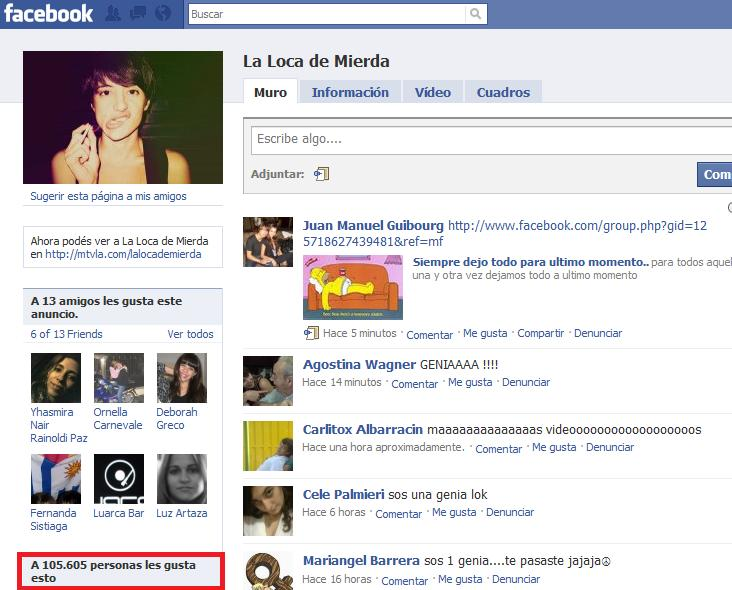 facebook
Buscar
La Loca de Mierda
Muro
Información
Vídeo
Cuadros
Escribe algo....
Adjuntar:
Com
Sugerir esta página a mis amigos
Ahora podés ver a La Loca de Mierda
en http://mtvla.com/lalocademierda
A 13 amigos les gusta este
anuncio.
6 of 13 Friends
Ver todos
Yhasmira
Nair
Rainoldi Paz
Ornella
Carnevale
Deborah
Greco
Fernanda
Sistiaga
Luarca Bar
Luz Artaza
A 105.605 personas les gusta
esto
Juan Manuel Guibourg http://www.facebook.com/group.php?gid=12
5718627439481&ref=mf
Siempre dejo todo para ultimo momento.. para todos aquel
una y otra vez dejamos todo a ultimo momento
Hace 5 minutos · Comentar · Me gusta · Compartir · Denunciar
Agostina Wagner GENIAAAA !!!!
Hace 14 minutos · Comentar · Me gusta · Denunciar
Carlitox Albarracin maaaaaaaaaaaaaas videoooooooooooooooooos
Hace una hora aproximadamente. · Comentar · Me gusta · Denunciar
Cele Palmieri sos una genia lok
Hace 6 horas · Comentar · Me gusta · Denunciar
Mariangel Barrera sos 1 genia....te pasaste jajaja☮
Hace 16 horas · Comentar · Me gusta · Denunciar